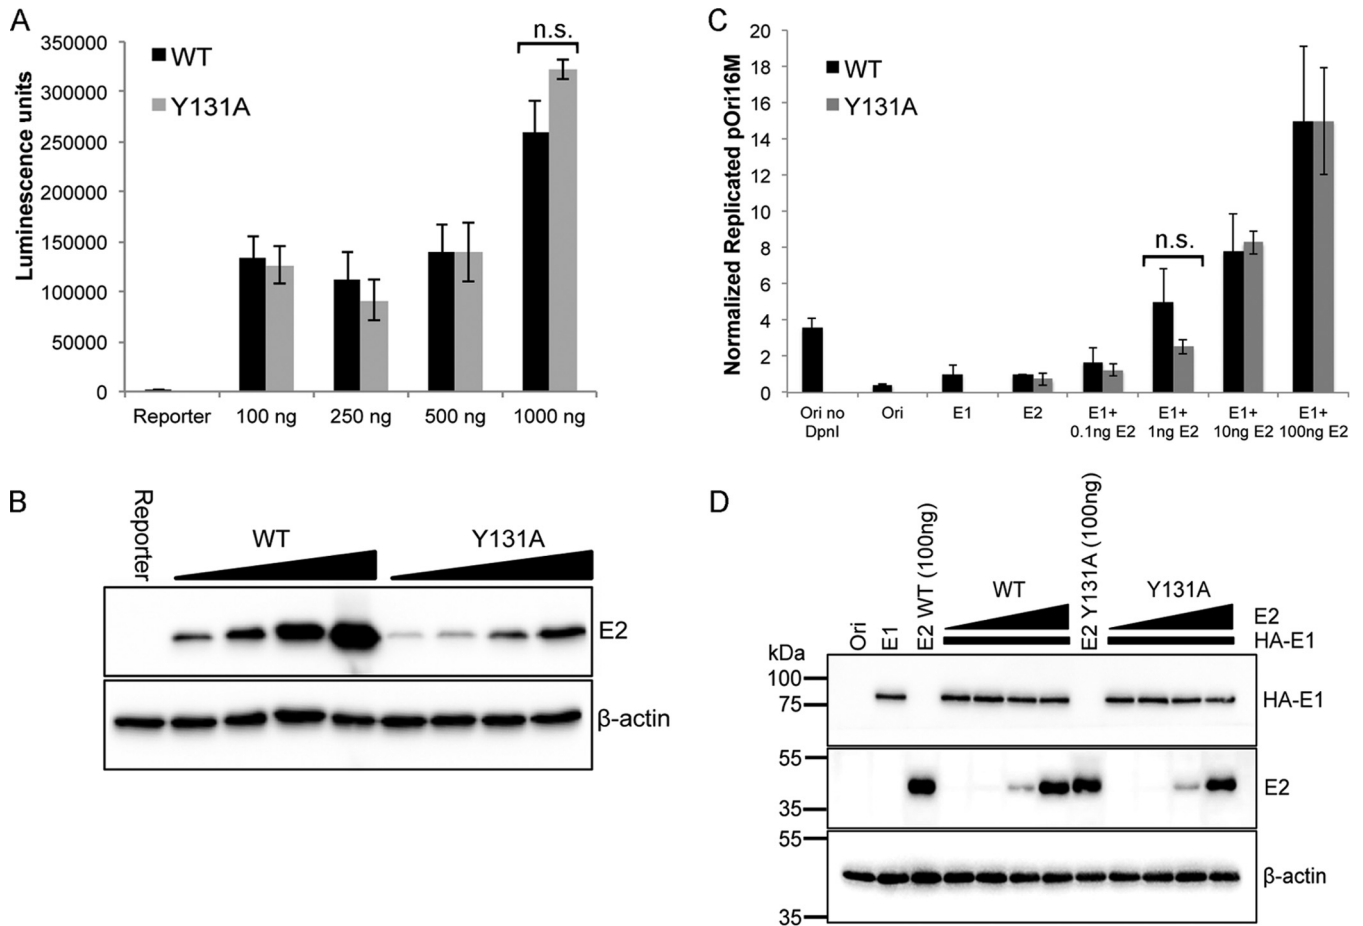 A
Luminescence units
350000
300000
250000
200000
150000
100000
50000
0
WT
Y131A
n.s.
Reporter
100 ng
250 ng
500 ng
1000 ng
C
Normalized Replicated pOri16M
20
18
16
14
12
10
8
6
4
2
0
WT
Y131A
n.s.
Ori no
DpnI
Ori
E1
E2
E1+
0.1ng E2
E1+
1ng E2
E1+
10ng E2
E1+
100ng E2
B
Reporter
WT
Y131A
E2
β-actin
D
Ori
E1
E2 WT (100ng)
WT
E2 Y131A (100ng)
Y131A
E2
HA-E1
kDa
100
75
HA-E1
55
35
E2
55
35
β-actin